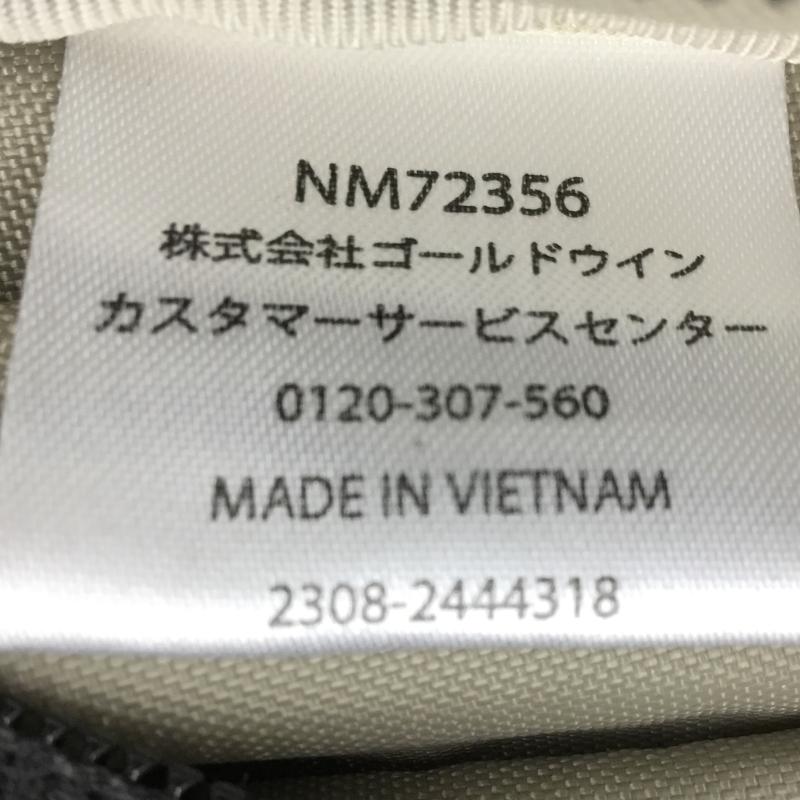 NM72356
株式会社ゴールドウイン
カスタマーサービスセンター
0120-307-560
MADE IN VIETNAM
2308-2444318